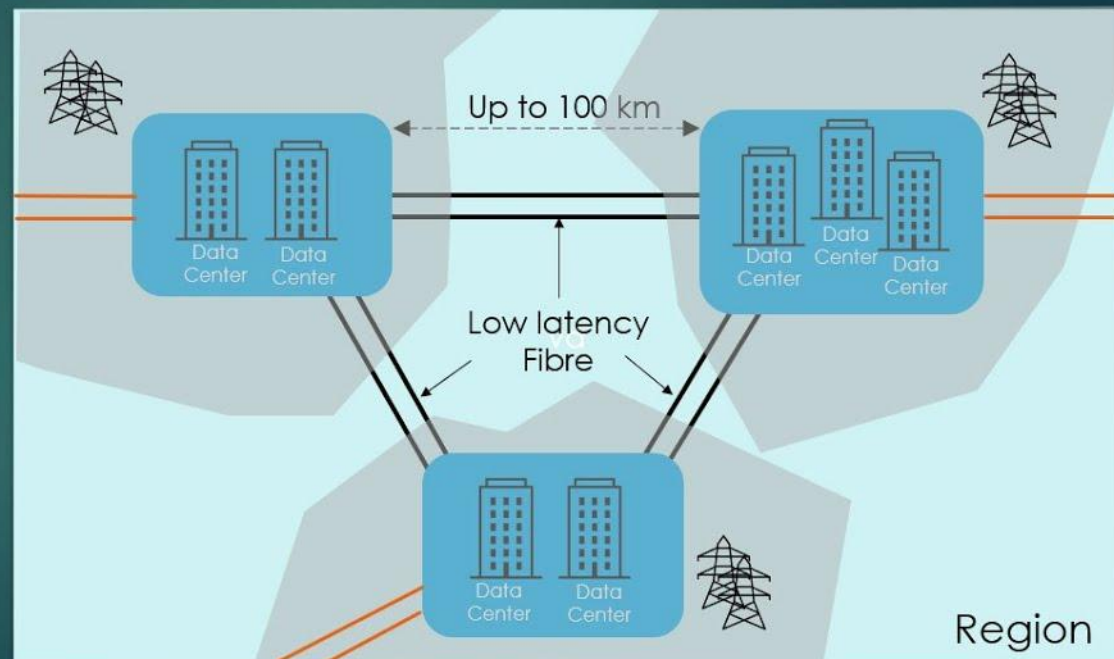 Up to 100 km
Data
Center
Data
Center
Data
Center
Data
Center
Data
Center
Low latency
Fibre
Data
Center
Data
Center
Region